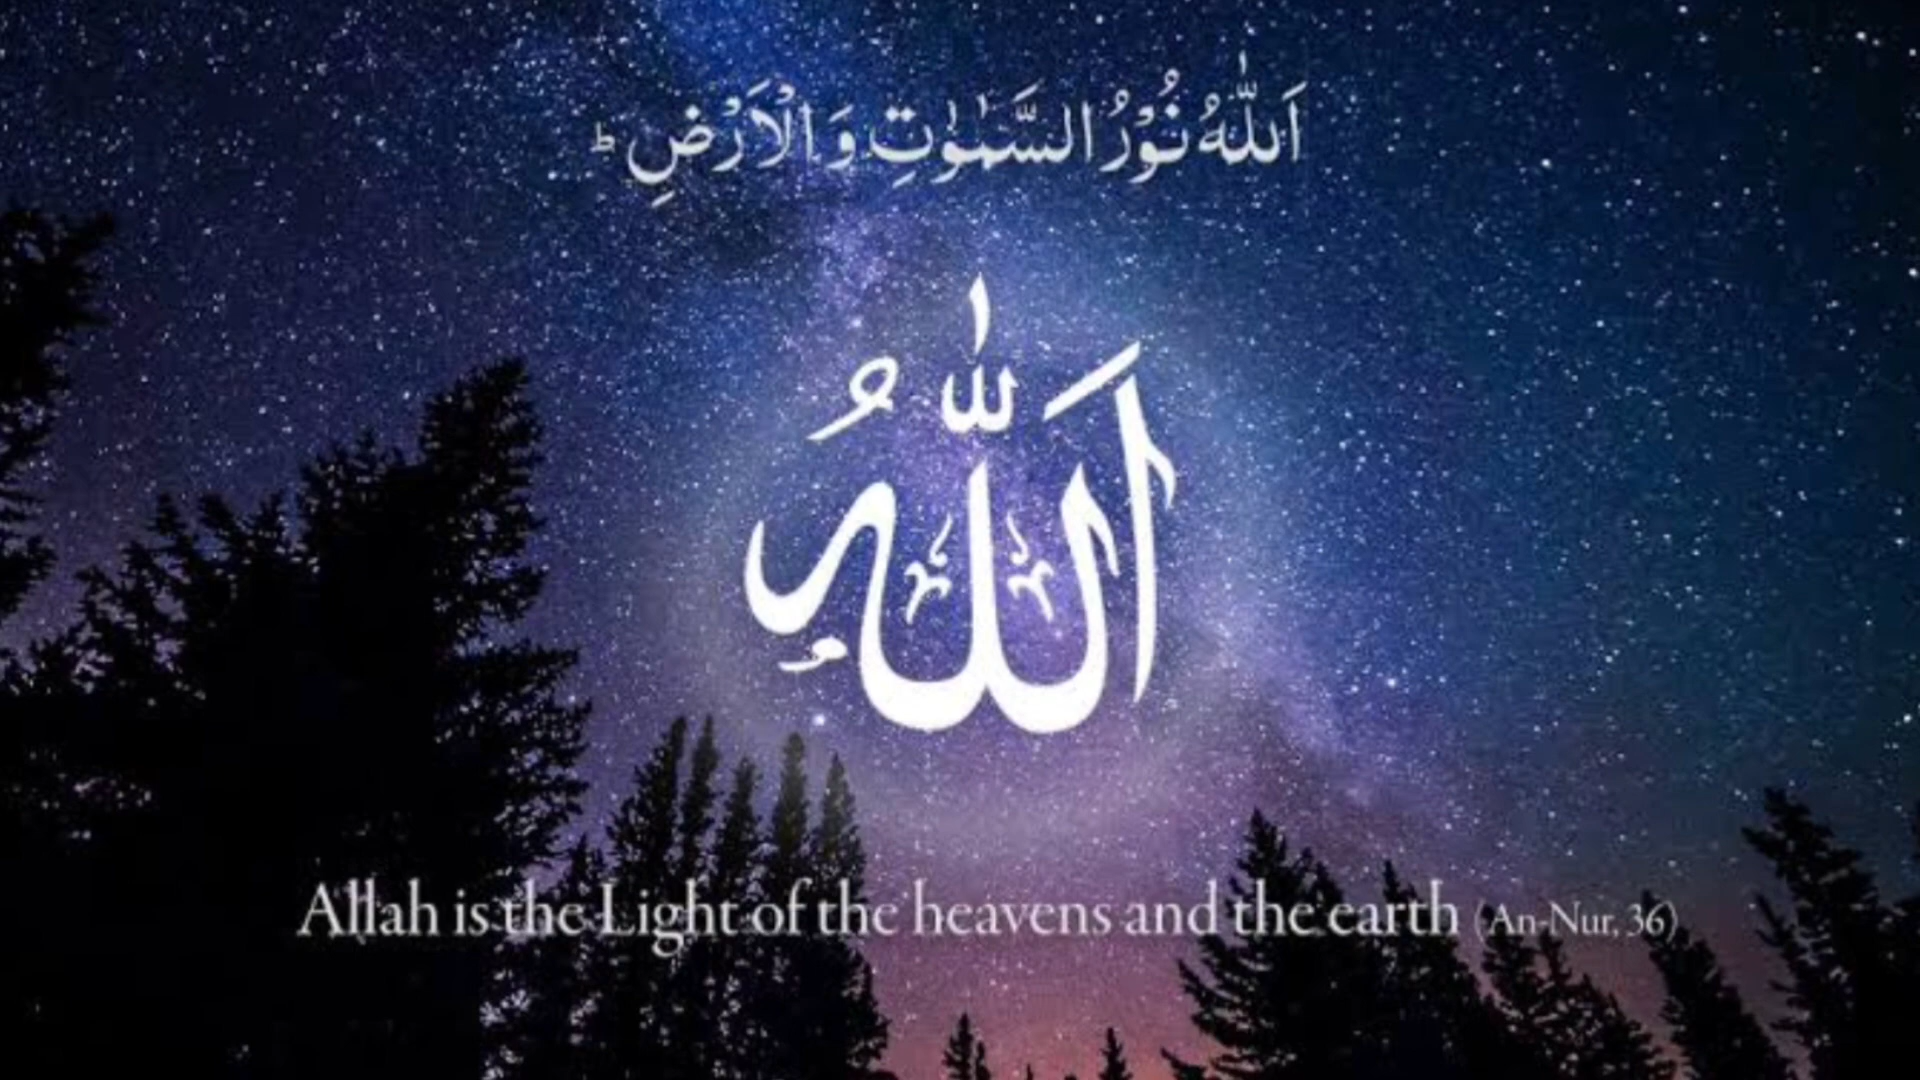 اَللّٰهُ نُوْرُ السَّمٰوٰتِ وَالْاَرْضِ ؕ
اَللّٰهُ
Allah is the Light of the heavens and the earth (An-Nur, 36)